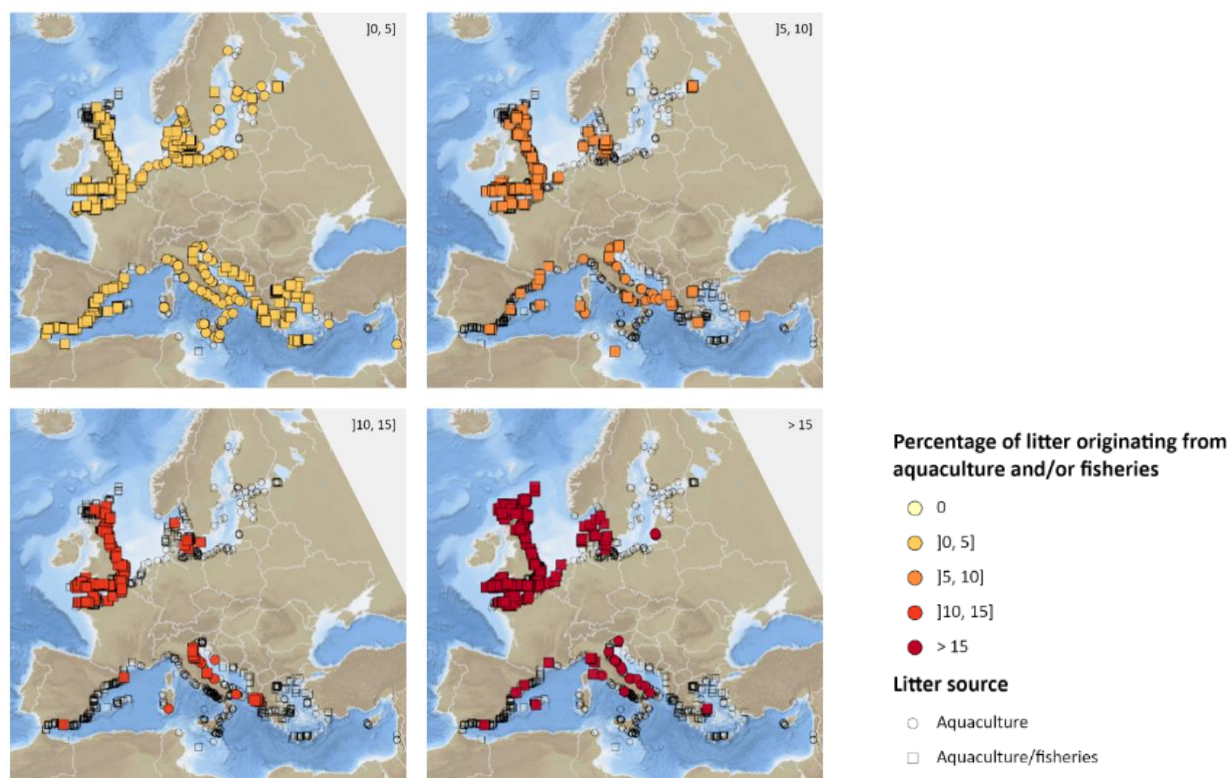 ]0, 5]
]5, 10]
]10, 15]
> 15
Percentage of litter originating from
aquaculture and/or fisheries
0
]0, 5]
]5, 10]
]10, 15]
> 15
Litter source
Aquaculture
Aquaculture/fisheries